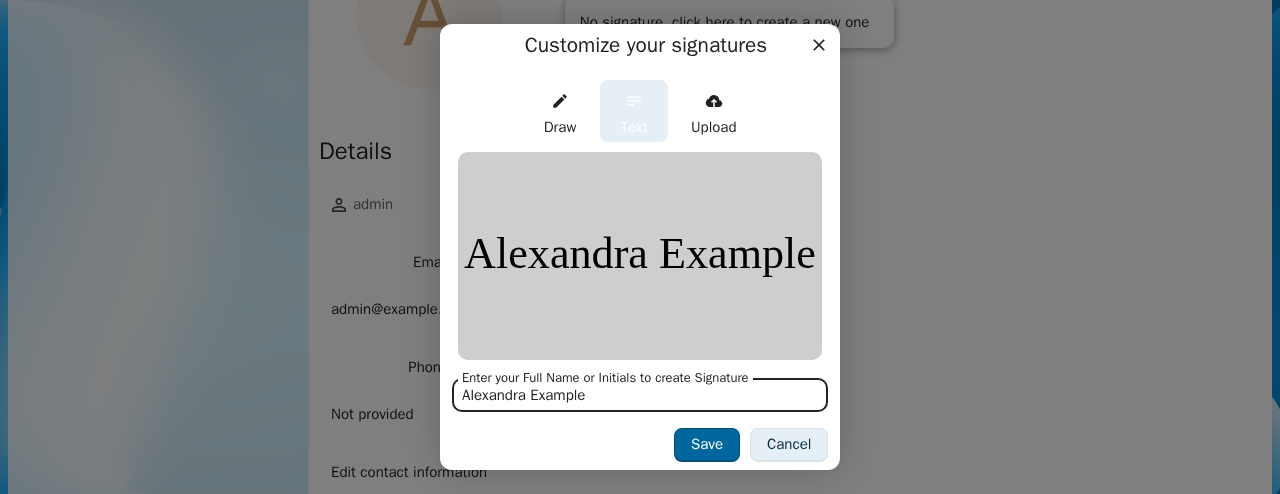 A
No signature, click here to create a new one
Customize your signatures
Draw
Text
Upload
Details
admin
Alexandra Example
Ema
admin@example.
Phon
Enter your Full Name or Initials to create Signature
Alexandra Example
Not provided
Save
Cancel
Edit contact information